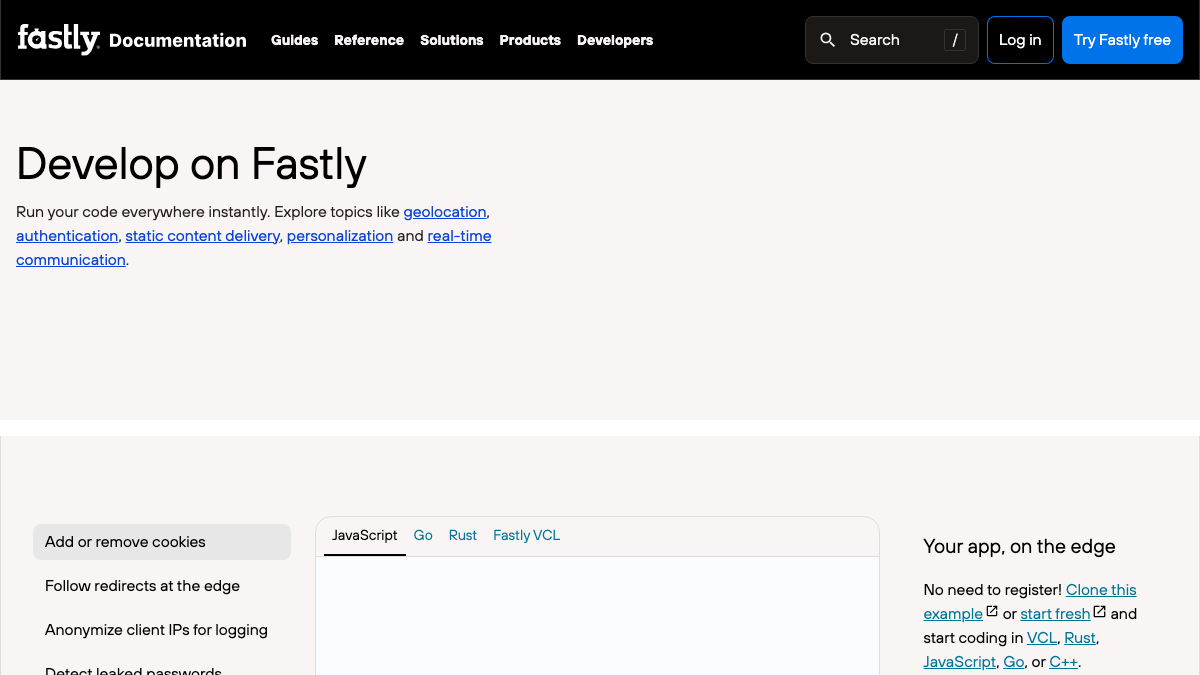 fastly Documentation Guides Reference Solutions Products Developers Search / Log in Try Fastly free
Develop on Fastly
Run your code everywhere instantly. Explore topics like geolocation,
authentication, static content delivery, personalization and real-time
communication.
Add or remove cookies
Follow redirects at the edge
Anonymize client IPs for logging
Detect leaked passwords
JavaScript Go Rust Fastly VCL
Your app, on the edge
No need to register! Clone this
example or start fresh and
start coding in VCL, Rust,
JavaScript, Go, or C++.